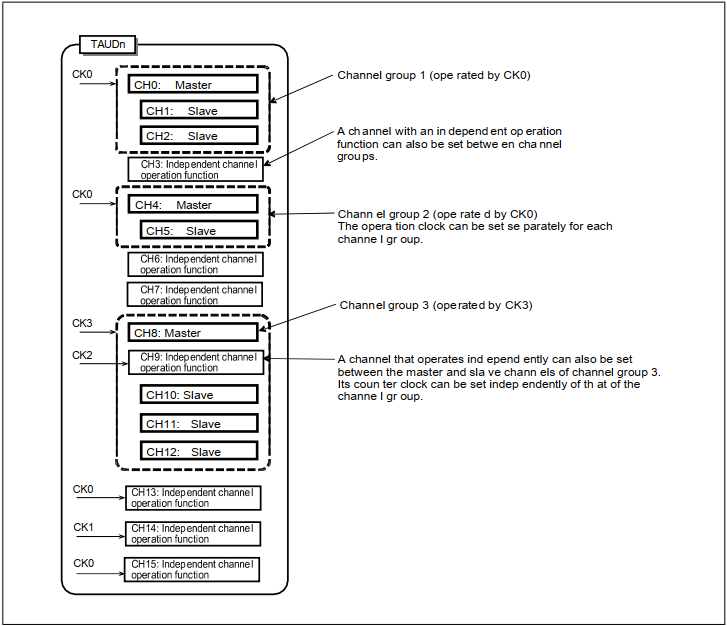 TAUDn
CK0
CH0: Master
CH1: Slave
CH2: Slave
CH3: Independent channel
operation function
CK0
CH4: Master
CH5: Slave
CH6: Independent channel
operation function
CH7: Independent channel
operation function
CK3
CH8: Master
CK2
CH9: Independent channel
operation function
CH10: Slave
CH11: Slave
CH12: Slave
CK0
CH13: Independent channel
operation function
CK1
CH14: Independent channel
operation function
CK0
CH15: Independent channel
operation function
Channel group 1 (ope rated by CK0)
A ch annel with an in depend ent op eration
function can also be set betwe en cha nnel
groups.
Chann el group 2 (ope rate d by CK0)
The opera tion clock can be set se parately for each
channe l gr oup.
Channel group 3 (operated by CK3)
A channel that operates ind epend ently can also be set
between the master and sla ve chann els of channel group 3.
Its coun ter clock can be set indep endently of th at of the
channe l gr oup.